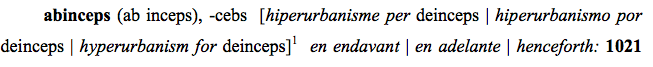 abinceps (ab inceps), -cebs [hiperurbanisme per deinceps | hiperurbanismo por
deinceps | hyperurbanism for deinceps]¹ en endavant | en adelante | henceforth: 1021